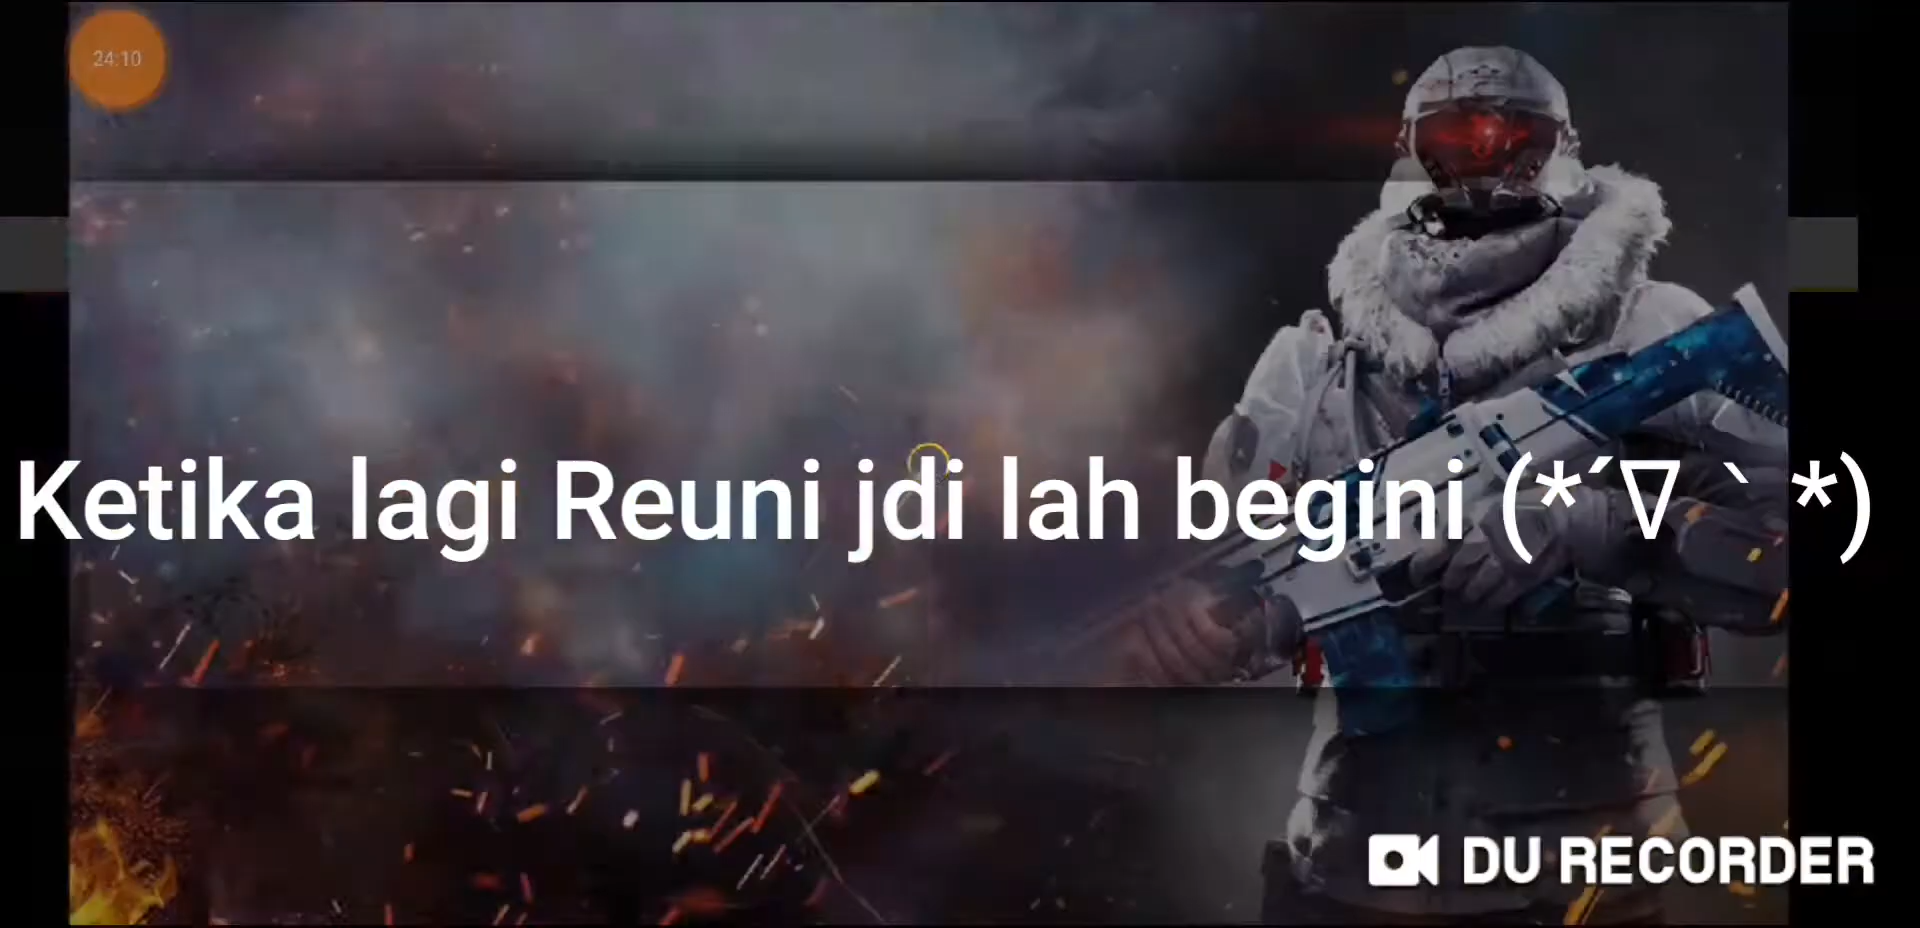 24:10
Ketika lagi Reuni jdi lah begini (*´∇｀*)
DU RECORDER